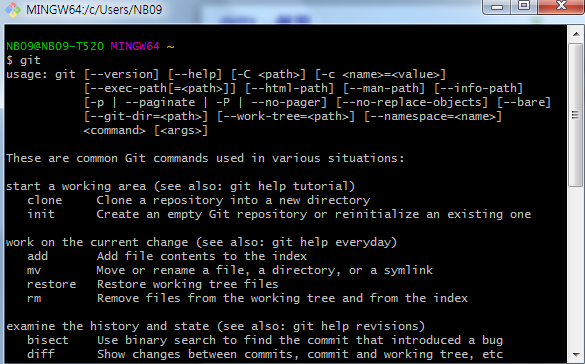 MINGW64:/c/Users/NB09
NB09@NB09-T520 MINGW64 ~
$ git
usage: git [--version] [--help] [-C <path>] [-c <name>=<value>]
           [--exec-path[=<path>]] [--html-path] [--man-path] [--info-path]
           [-p | --paginate | -P | --no-pager] [--no-replace-objects] [--bare]
           [--git-dir=<path>] [--work-tree=<path>] [--namespace=<name>]
           <command> [<args>]

These are common Git commands used in various situations:

start a working area (see also: git help tutorial)
   clone     Clone a repository into a new directory
   init      Create an empty Git repository or reinitialize an existing one

work on the current change (see also: git help everyday)
   add       Add file contents to the index
   mv        Move or rename a file, a directory, or a symlink
   restore   Restore working tree files
   rm        Remove files from the working tree and from the index

examine the history and state (see also: git help revisions)
   bisect    Use binary search to find the commit that introduced a bug
   diff      Show changes between commits, commit and working tree, etc